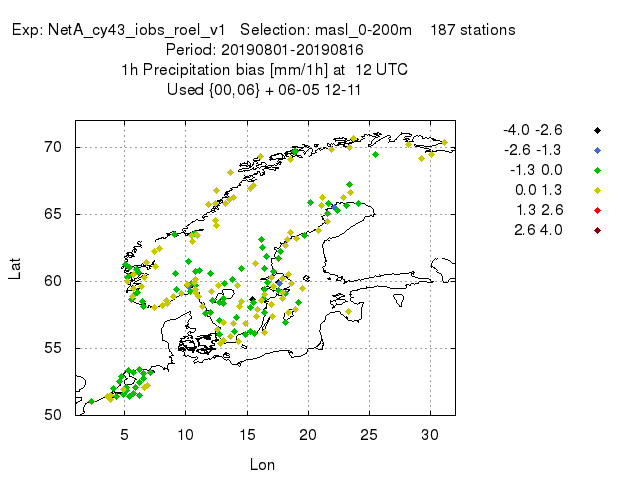 Exp: NetA_cy43_iobs_roel_v1   Selection: masl_0-200m    187 stations
Period: 20190801-20190816
1h Precipitation bias [mm/1h] at  12 UTC
Used {00,06} + 06-05 12-11
-4.0 -2.6
-2.6 -1.3
-1.3 0.0
0.0 1.3
1.3 2.6
2.6 4.0
70
65
60
55
50
Lat
5 10 15 20 25 30
Lon